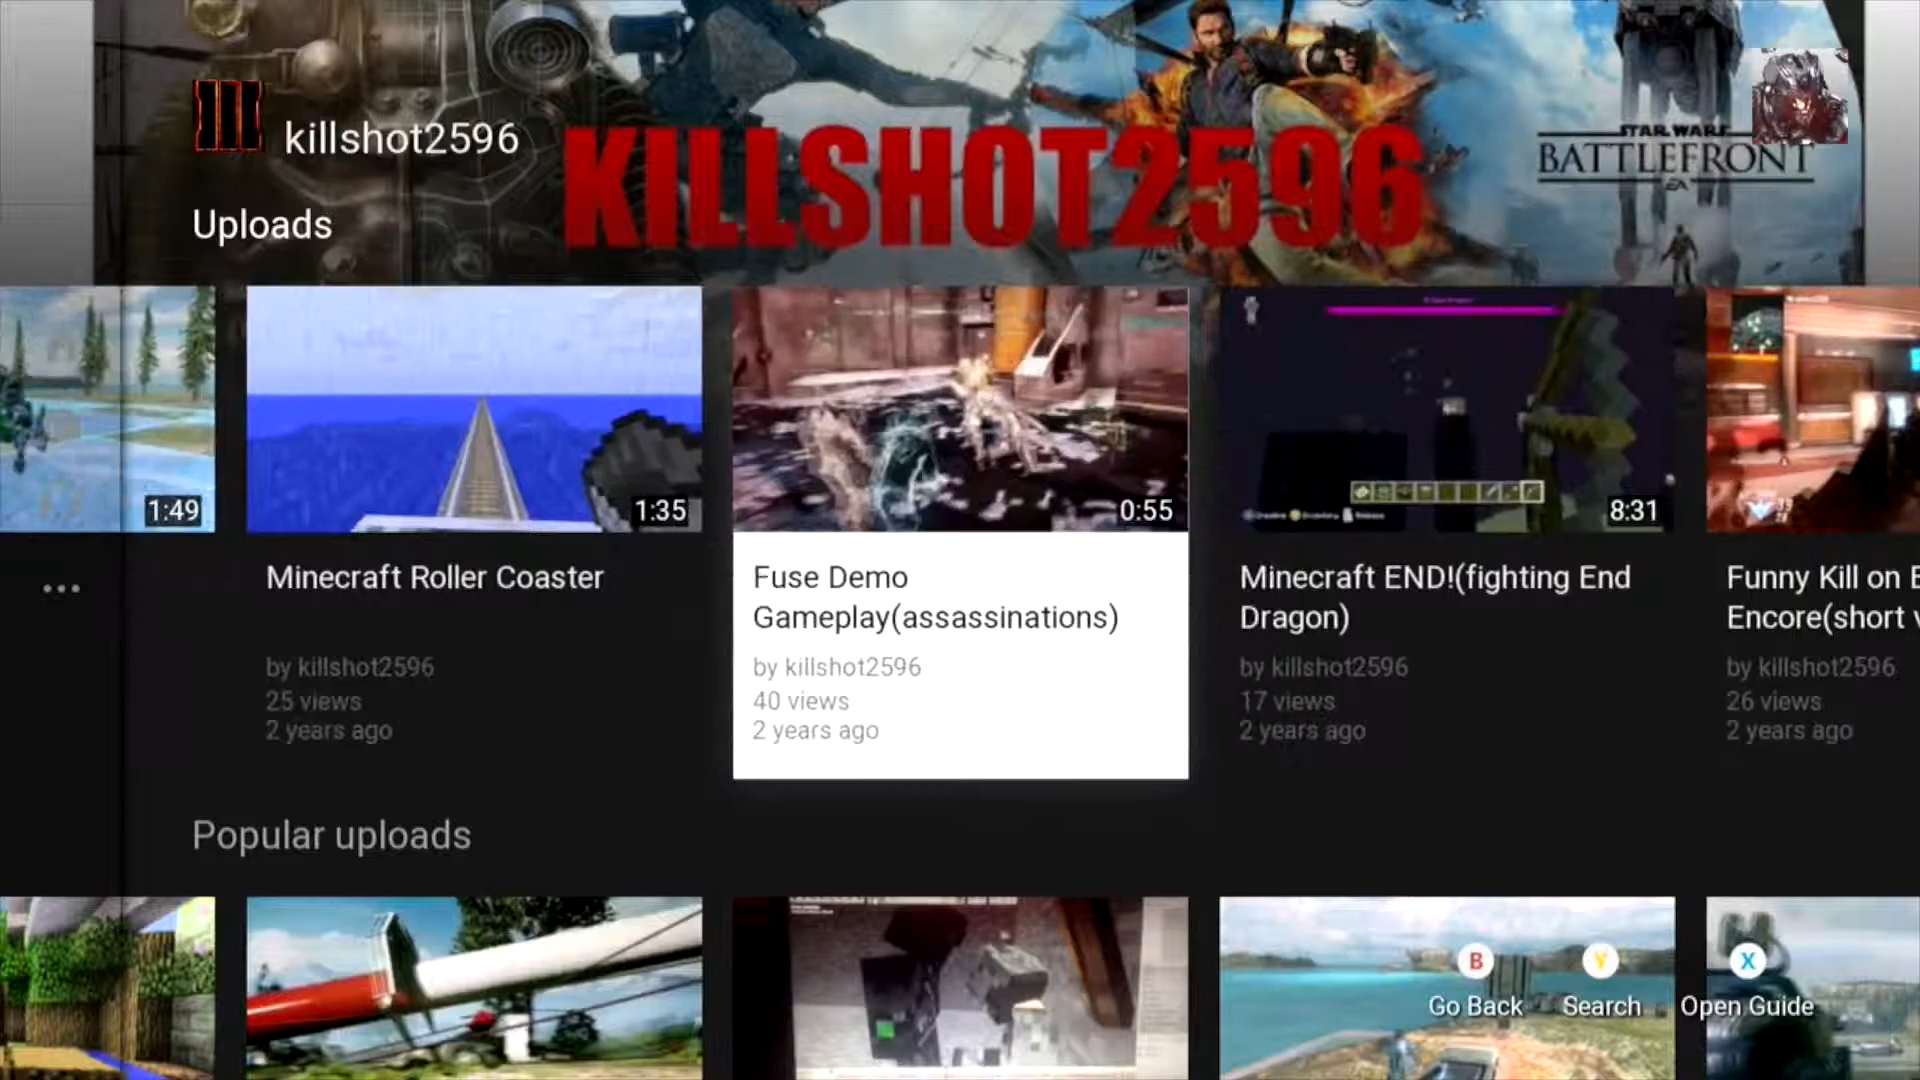 killshot2596
KILLSHOT2596
STAR WARS
BATTLEFRONT
EA
Uploads
1:49
1:35
0:55
8:31
Minecraft Roller Coaster
by killshot2596
25 views
2 years ago
Fuse Demo
Gameplay(assassinations)
by killshot2596
40 views
2 years ago
Minecraft END!(fighting End
Dragon)
by killshot2596
17 views
2 years ago
Funny Kill on
Encore(short
by killshot2596
26 views
2 years ago
Popular uploads
B
Y
X
Go Back
Search
Open Guide